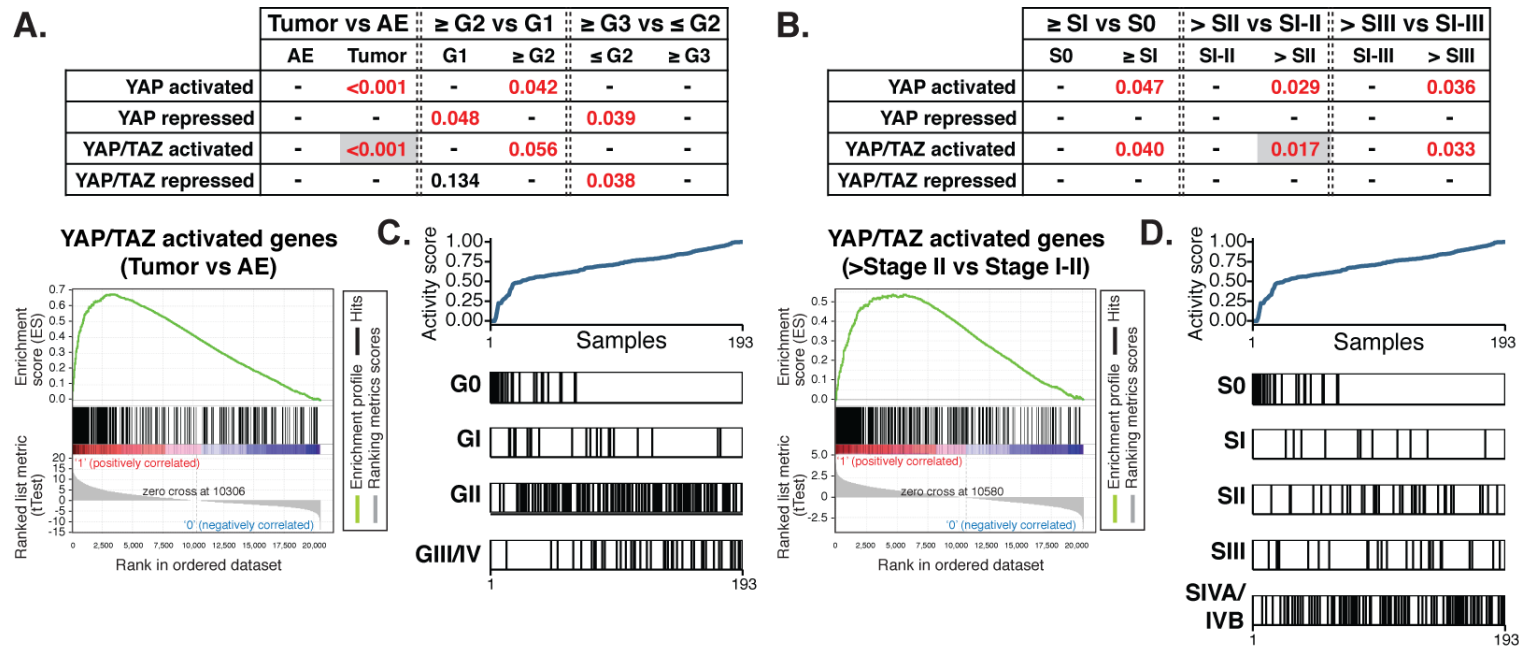 A.
Tumor vs AE ≥ G2 vs G1 ≥ G3 vs ≤ G2
AE Tumor G1 ≥ G2 ≤ G2 ≥ G3
YAP activated - <0.001 - 0.042 - -
YAP repressed - - 0.048 - 0.039 -
YAP/TAZ activated - <0.001 - 0.056 - -
YAP/TAZ repressed - - 0.134 - 0.038 -
YAP/TAZ activated genes
(Tumor vs AE)
Enrichment
score (ES)
0.7
0.6
0.5
0.4
0.3
0.2
0.1
0.0
Ranked list metric
(tTest)
20
15
10
5
0
-5
-10
-15
'1' (positively correlated)
zero cross at 10306
'0' (negatively correlated)
0 2,500 5,000 7,500 10,000 12,500 15,000 17,500 20,000
Rank in ordered dataset
Enrichment profile Hits
Ranking metrics scores
C.
Activity score
1.00
0.75
0.50
0.25
0.00
1 Samples 193
G0
GI
GII
GIII/IV
1 193
B.
≥ SI vs S0 > SII vs SI-II > SIII vs SI-III
S0 ≥ SI SI-II > SII SI-III > SIII
YAP activated - 0.047 - 0.029 - 0.036
YAP repressed - - - - - -
YAP/TAZ activated - 0.040 - 0.017 - 0.033
YAP/TAZ repressed - - - - - -
YAP/TAZ activated genes
(>Stage II vs Stage I-II)
Enrichment
score (ES)
0.5
0.4
0.3
0.2
0.1
0.0
Ranked list metric
(tTest)
5.0
2.5
0
-2.5
'1' (positively correlated)
zero cross at 10580
'0' (negatively correlated)
0 2,500 5,000 7,500 10,000 12,500 15,000 17,500 20,000
Rank in ordered dataset
Enrichment profile Hits
Ranking metrics scores
D.
Activity score
1.00
0.75
0.50
0.25
0.00
1 Samples 193
S0
SI
SII
SIII
SIVA/
IVB
1 193